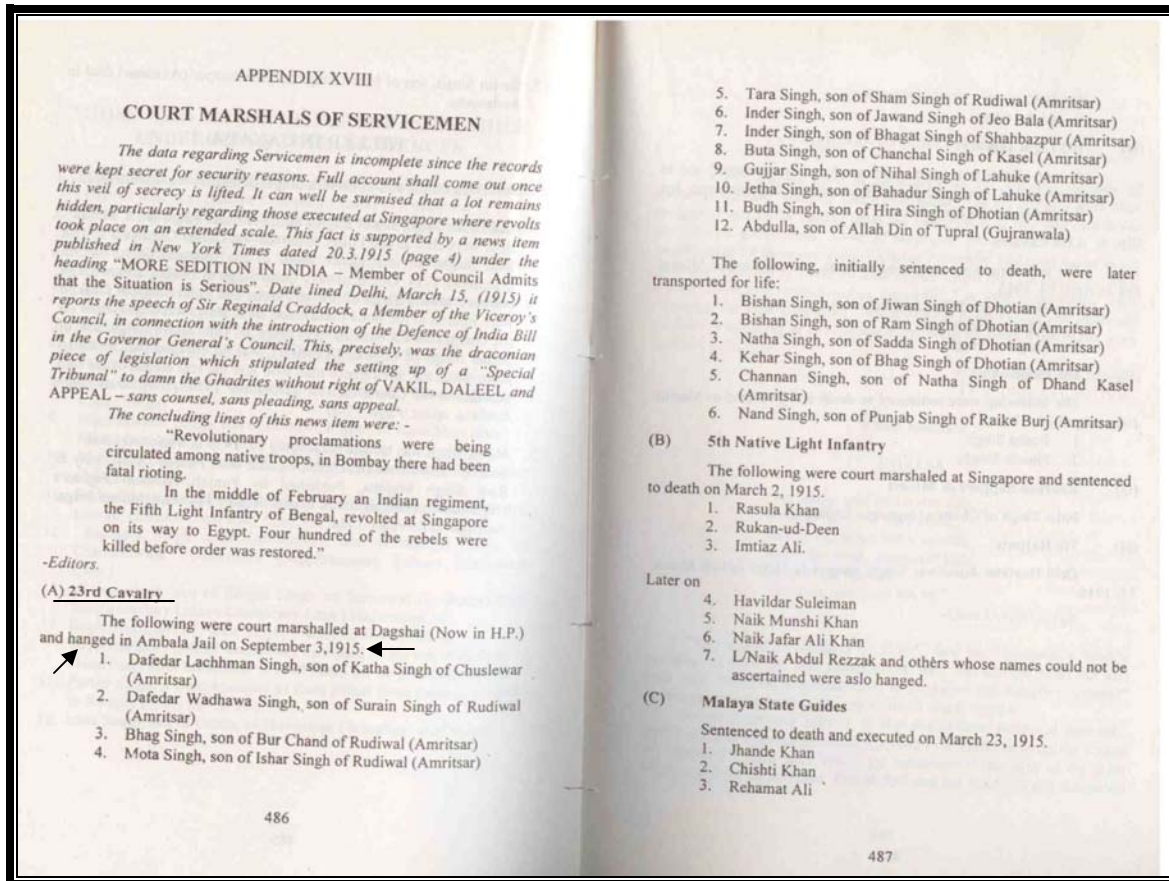 APPENDIX XVIII
COURT MARSHALS OF SERVICEMEN
The data regarding Servicemen is incomplete since the records
were kept secret for security reasons. Full account shall come out once
this veil of secrecy is lifted. It can well be surmised that a lot remains
hidden, particularly regarding those executed at Singapore where revolts
took place on an extended scale. This fact is supported by a news item
published in New York Times dated 20.3.1915 (page 4) under the
heading "MORE SEDITION IN INDIA – Member of Council Admits
that the Situation is Serious". Date lined Delhi, March 15, (1915) it
reports the speech of Sir Reginald Craddock, a Member of the Viceroy's
Council, in connection with the introduction of the Defence of India Bill
in the Governor General's Council. This, precisely, was the draconian
piece of legislation which stipulated the setting up of a "Special
Tribunal" to damn the Ghadrites without right of VAKIL, DALEEL and
APPEAL – sans counsel, sans pleading, sans appeal.
The concluding lines of this news item were: -
"Revolutionary proclamations were being
circulated among native troops, in Bombay there had been
fatal rioting.
In the middle of February an Indian regiment,
the Fifth Light Infantry of Bengal, revolted at Singapore
on its way to Egypt. Four hundred of the rebels were
killed before order was restored."
-Editors.
(A) 23rd Cavalry
The following were court marshalled at Dagshai (Now in H.P.)
and hanged in Ambala Jail on September 3,1915.
1. Dafedar Lachhman Singh, son of Katha Singh of Chuslewar
(Amritsar)
2. Dafedar Wadhawa Singh, son of Surain Singh of Rudiwal
(Amritsar)
3. Bhag Singh, son of Bur Chand of Rudiwal (Amritsar)
4. Mota Singh, son of Ishar Singh of Rudiwal (Amritsar)
486
5. Tara Singh, son of Sham Singh of Rudiwal (Amritsar)
6. Inder Singh, son of Jawand Singh of Jeo Bala (Amritsar)
7. Inder Singh, son of Bhagat Singh of Shahbazpur (Amritsar)
8. Buta Singh, son of Chanchal Singh of Kasel (Amritsar)
9. Gujjar Singh, son of Nihal Singh of Lahuke (Amritsar)
10. Jetha Singh, son of Bahadur Singh of Lahuke (Amritsar)
11. Budh Singh, son of Hira Singh of Dhotian (Amritsar)
12. Abdulla, son of Allah Din of Tupral (Gujranwala)
The following, initially sentenced to death, were later
transported for life:
1. Bishan Singh, son of Jiwan Singh of Dhotian (Amritsar)
2. Bishan Singh, son of Ram Singh of Dhotian (Amritsar)
3. Natha Singh, son of Sadda Singh of Dhotian (Amritsar)
4. Kehar Singh, son of Bhag Singh of Dhotian (Amritsar)
5. Channan Singh, son of Natha Singh of Dhand Kasel
(Amritsar)
6. Nand Singh, son of Punjab Singh of Raike Burj (Amritsar)
(B) 5th Native Light Infantry
The following were court marshaled at Singapore and sentenced
to death on March 2, 1915.
1. Rasula Khan
2. Rukan-ud-Deen
3. Imtiaz Ali.
Later on
4. Havildar Suleiman
5. Naik Munshi Khan
6. Naik Jafar Ali Khan
7. L/Naik Abdul Rezzak and others whose names could not be
ascertained were aslo hanged.
(C) Malaya State Guides
Sentenced to death and executed on March 23, 1915.
1. Jhande Khan
2. Chishti Khan
3. Rehamat Ali
487